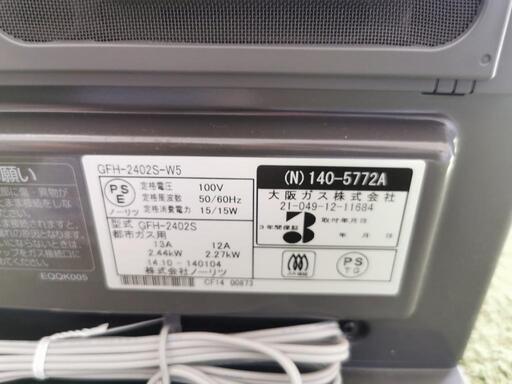 願い
EQQK005
GFH-2402S-W5
PS
E
ノーリツ
定格電圧 100V
定格周波数 50/60Hz
定格消費電力 15/15W
型式 GFH-2402S
都市ガス用
13A 12A
2.44kW 2.27kW
14.10-140104
株式会社ノーリツ
CF14 00873
(N) 140-5772A
大阪ガス株式会社
21-049-12-11684
取付年月日
3年間保証
年 月 日
PS
TG